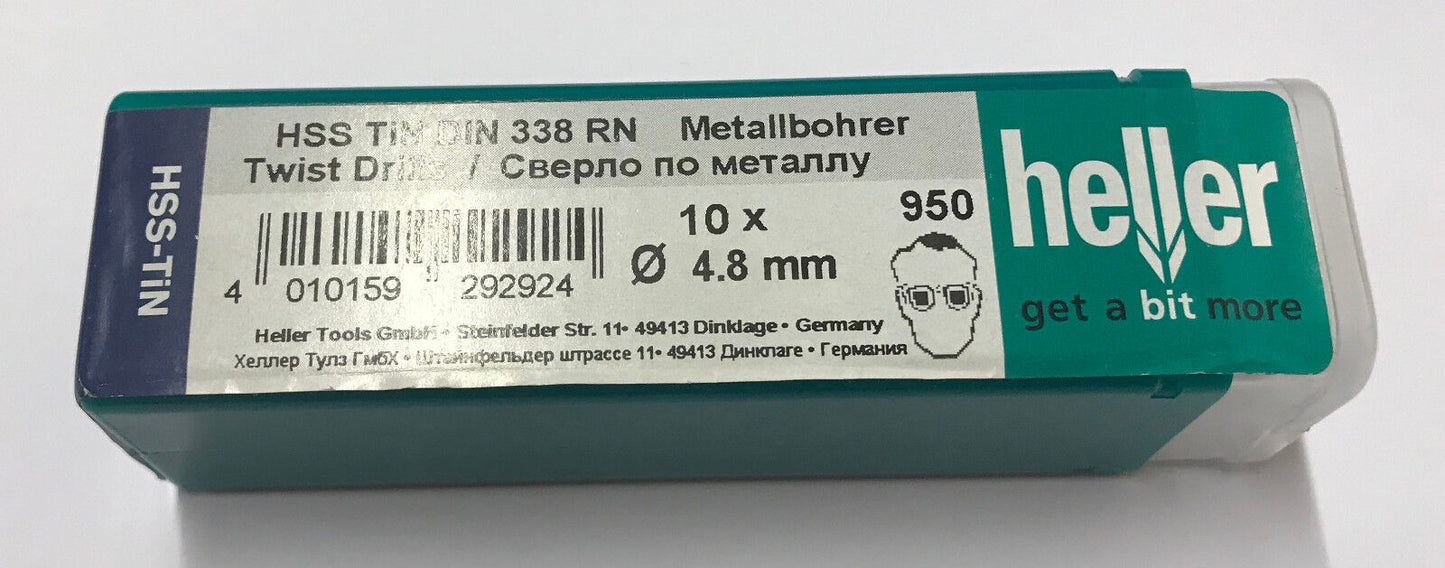 HSS-TiN
HSS TiN DIN 338 RN Metallbohrer
Twist Drills / Сверло по металлу
10 x
Ø 4.8 mm
950
4 010159 292924
Heller Tools GmbH • Steinfelder Str. 11• 49413 Dinklage • Germany
Хеллер Тулз ГмбХ • Штайнфельдер штрассе 11• 49413 Динклаге • Германия
heller
get a bit more